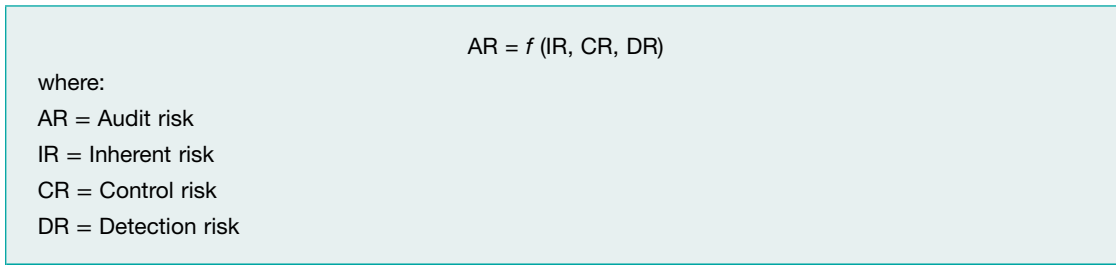 AR = f (IR, CR, DR)
where:
AR = Audit risk
IR = Inherent risk
CR = Control risk
DR = Detection risk